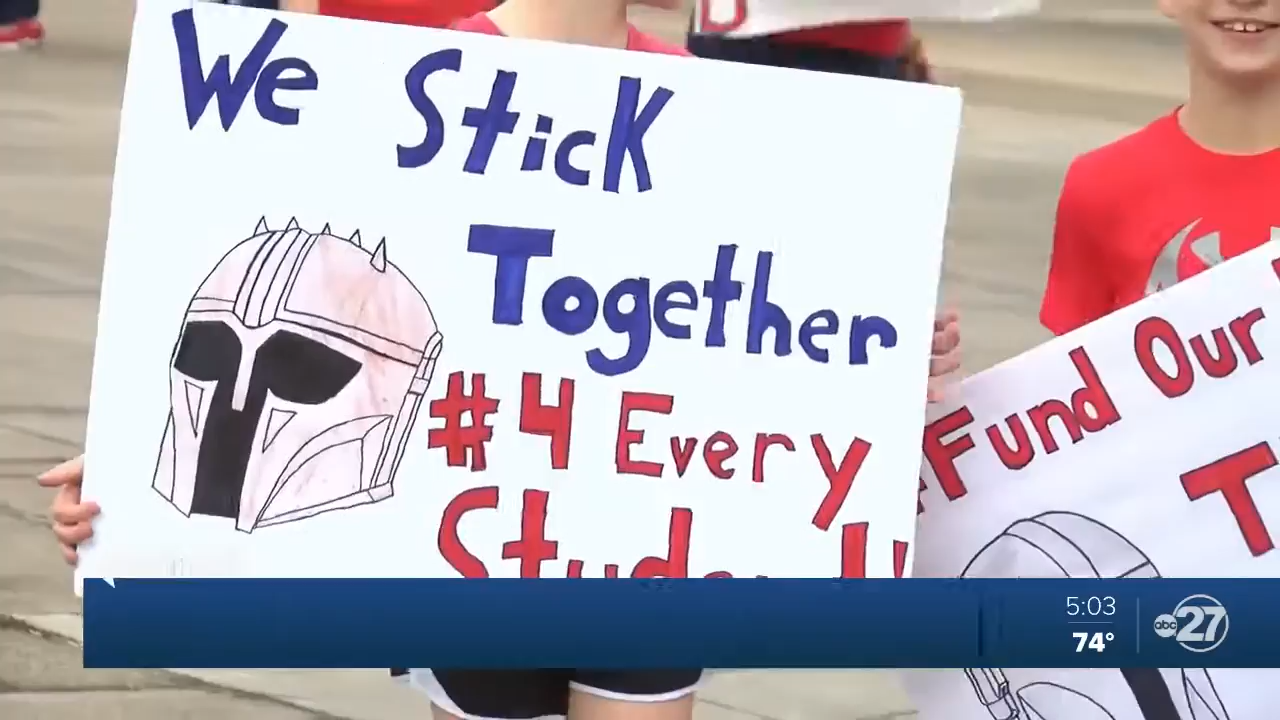 We Stick
Together
#4 Every
#Fund Our
T
5:03
74°
abc 27